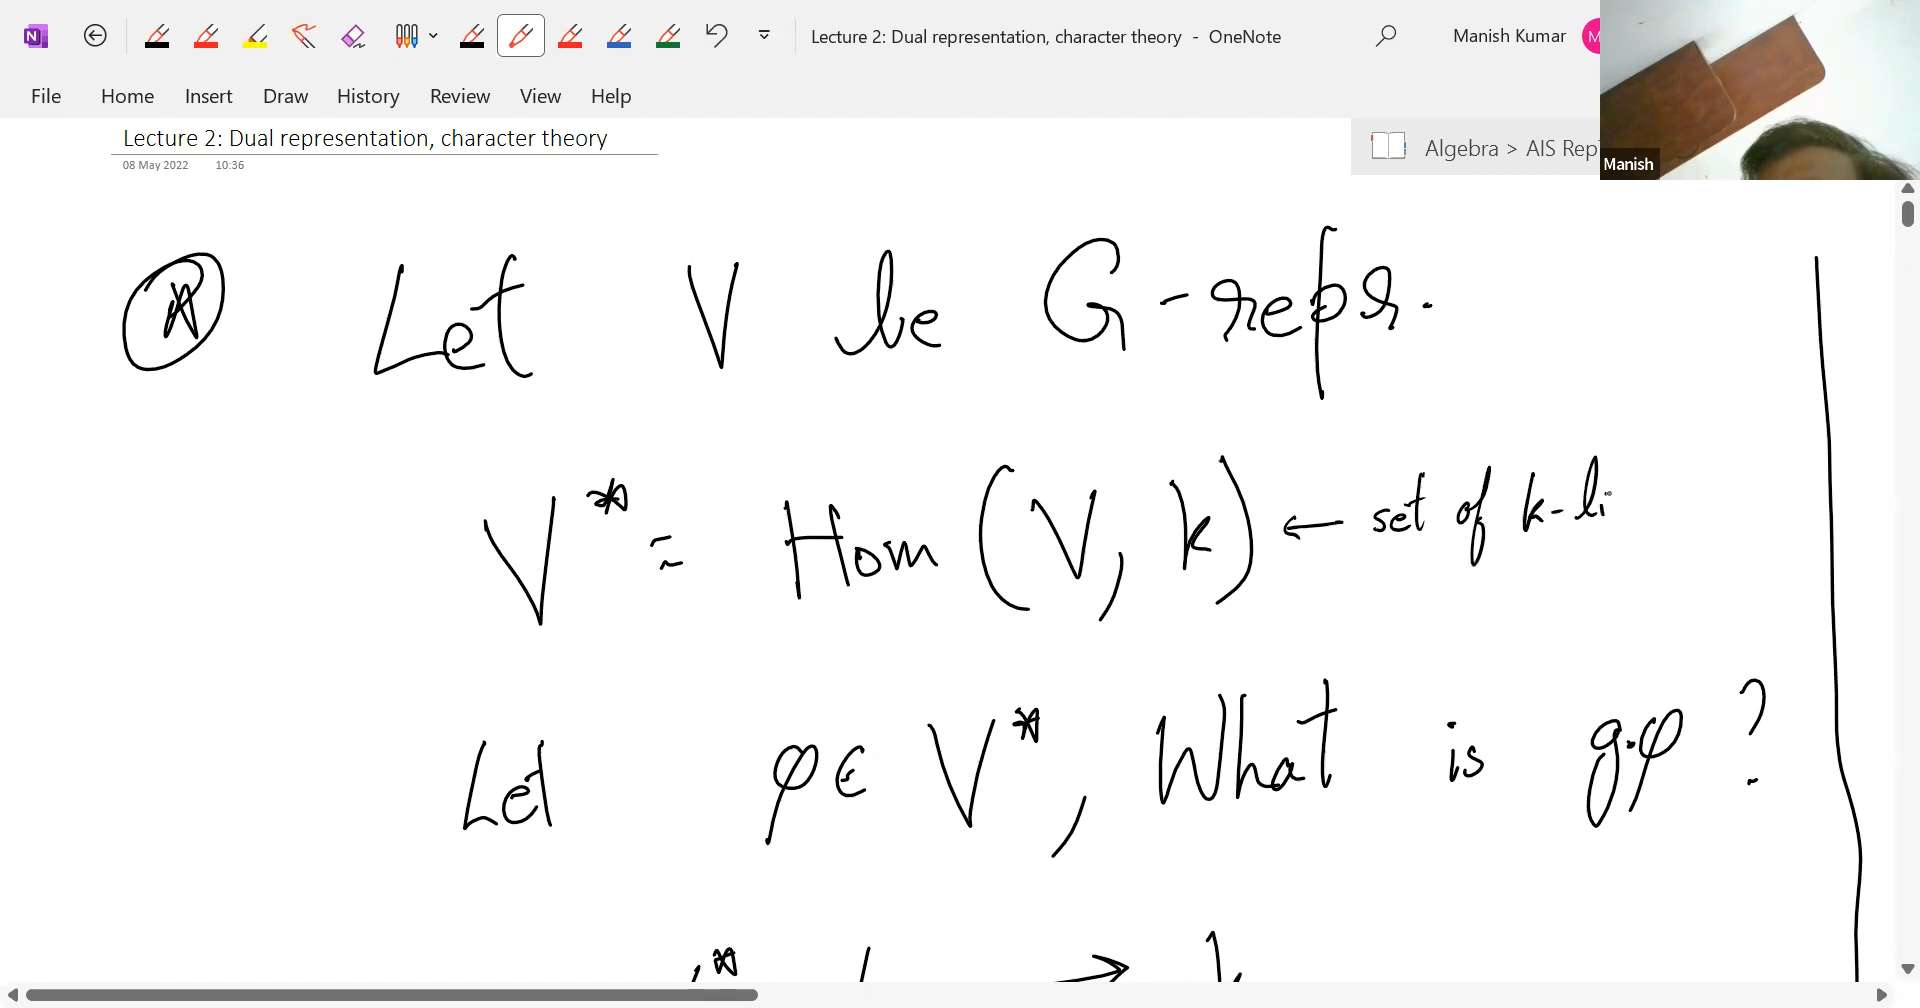 Lecture 2: Dual representation, character theory - OneNote
Manish Kumar
M
File Home Insert Draw History Review View Help
Lecture 2: Dual representation, character theory
08 May 2022 10:36
Algebra > AIS Rep
Manish
Let V be G-repr.
V* = Hom (V, k) ← set of k-li
Let φ ∈ V*, What is g.φ ?